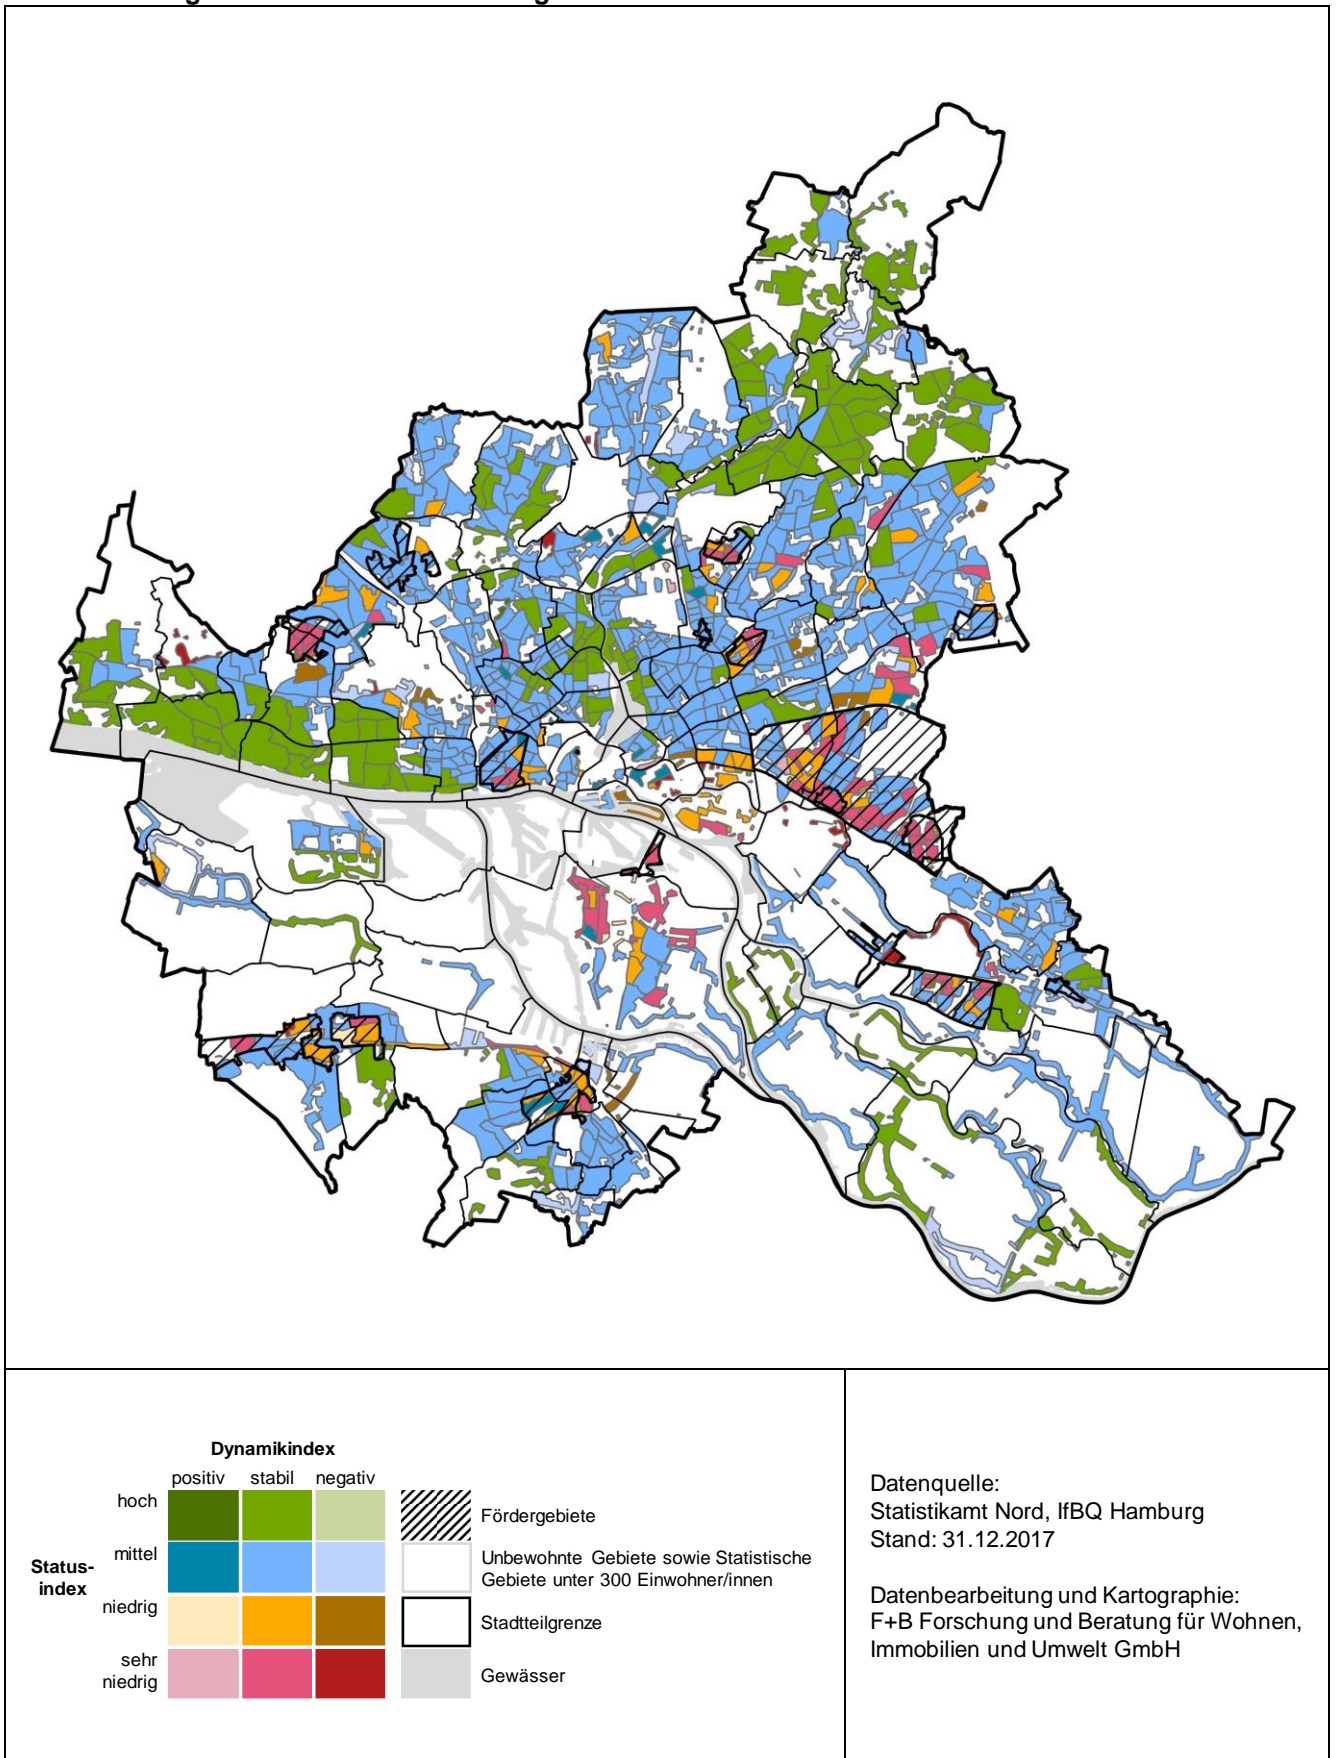 Dynamikindex
positiv stabil negativ
hoch
mittel
Status-
index
niedrig
sehr
niedrig
Fördergebiete
Unbewohnte Gebiete sowie Statistische
Gebiete unter 300 Einwohner/innen
Stadtteilgrenze
Gewässer
Datenquelle:
Statistikamt Nord, IfBQ Hamburg
Stand: 31.12.2017
Datenbearbeitung und Kartographie:
F+B Forschung und Beratung für Wohnen,
Immobilien und Umwelt GmbH